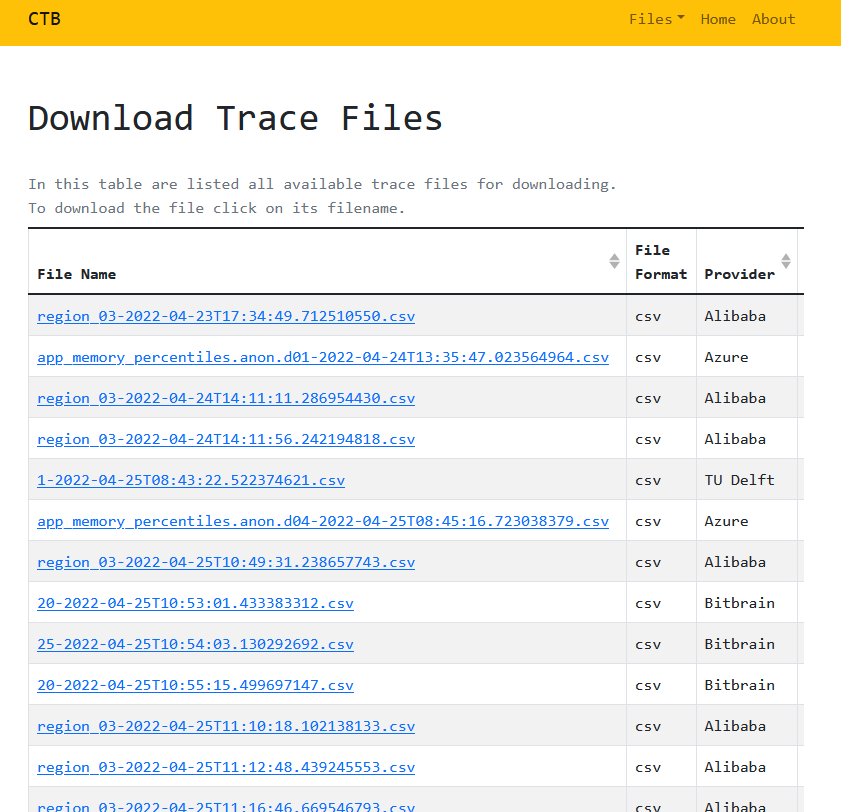 CTB Files Home About
Download Trace Files
In this table are listed all available trace files for downloading.
To download the file click on its filename.
File Name File Format Provider
region_03-2022-04-23T17:34:49.712510550.csv csv Alibaba
app_memory_percentiles.anon.d01-2022-04-24T13:35:47.023564964.csv csv Azure
region_03-2022-04-24T14:11:11.286954430.csv csv Alibaba
region_03-2022-04-24T14:11:56.242194818.csv csv Alibaba
1-2022-04-25T08:43:22.522374621.csv csv TU Delft
app_memory_percentiles.anon.d04-2022-04-25T08:45:16.723038379.csv csv Azure
region_03-2022-04-25T10:49:31.238657743.csv csv Alibaba
20-2022-04-25T10:53:01.433383312.csv csv Bitbrain
25-2022-04-25T10:54:03.130292692.csv csv Bitbrain
20-2022-04-25T10:55:15.499697147.csv csv Bitbrain
region_03-2022-04-25T11:10:18.102138133.csv csv Alibaba
region_03-2022-04-25T11:12:48.439245553.csv csv Alibaba
region_03-2022-04-25T11:16:46.669546793.csv csv Alibaba